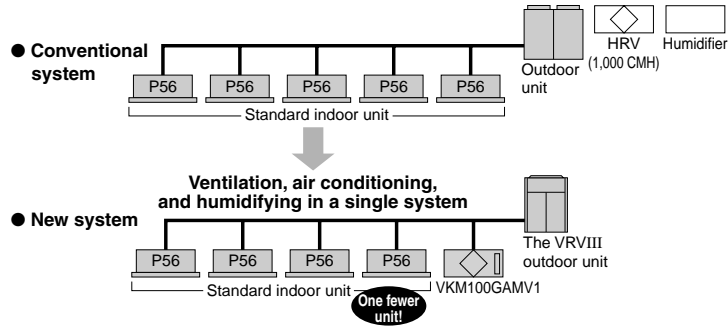 ● Conventional
system
P56 P56 P56 P56 P56
Standard indoor unit
Outdoor
unit
HRV
(1,000 CMH)
Humidifier
Ventilation, air conditioning,
and humidifying in a single system
● New system
P56 P56 P56 P56
Standard indoor unit
One fewer
unit!
VKM100GAMV1
The VRVIII
outdoor unit